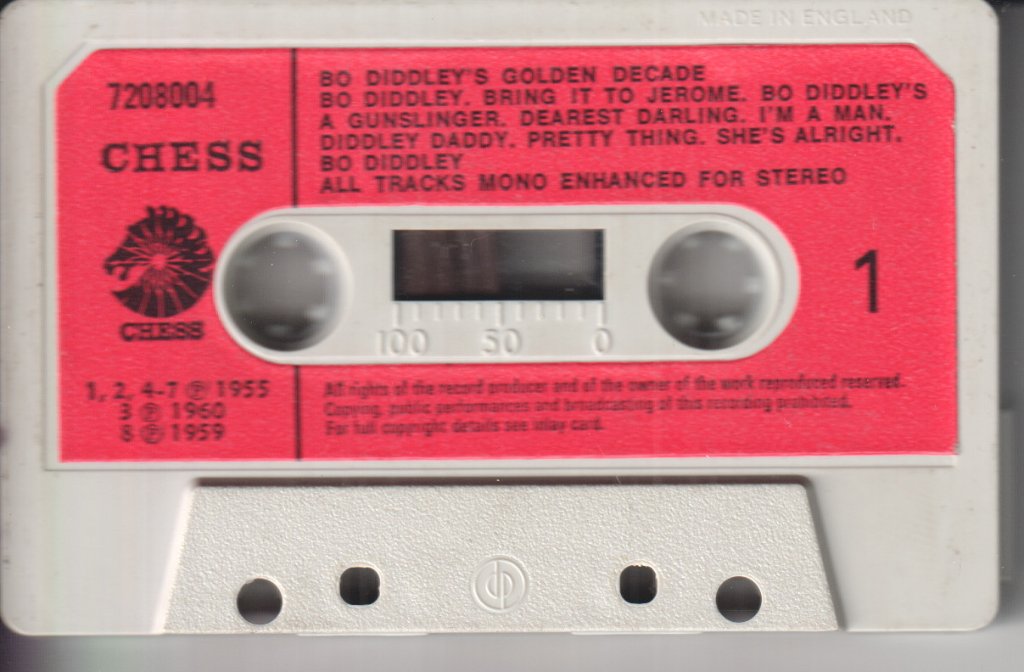 MADE IN ENGLAND
7208004
CHESS
CHESS
1, 2, 4-7 ℗ 1955
3 ℗ 1960
8 ℗ 1959
BO DIDDLEY'S GOLDEN DECADE
BO DIDDLEY. BRING IT TO JEROME. BO DIDDLEY'S
A GUNSLINGER. DEAREST DARLING. I'M A MAN.
DIDDLEY DADDY. PRETTY THING. SHE'S ALRIGHT.
BO DIDDLEY
ALL TRACKS MONO ENHANCED FOR STEREO
1
100 50 0
All rights of the record producer and of the owner of the work reproduced reserved.
Copying, public performances and broadcasting of this recording prohibited.
For full copyright details see inlay card.